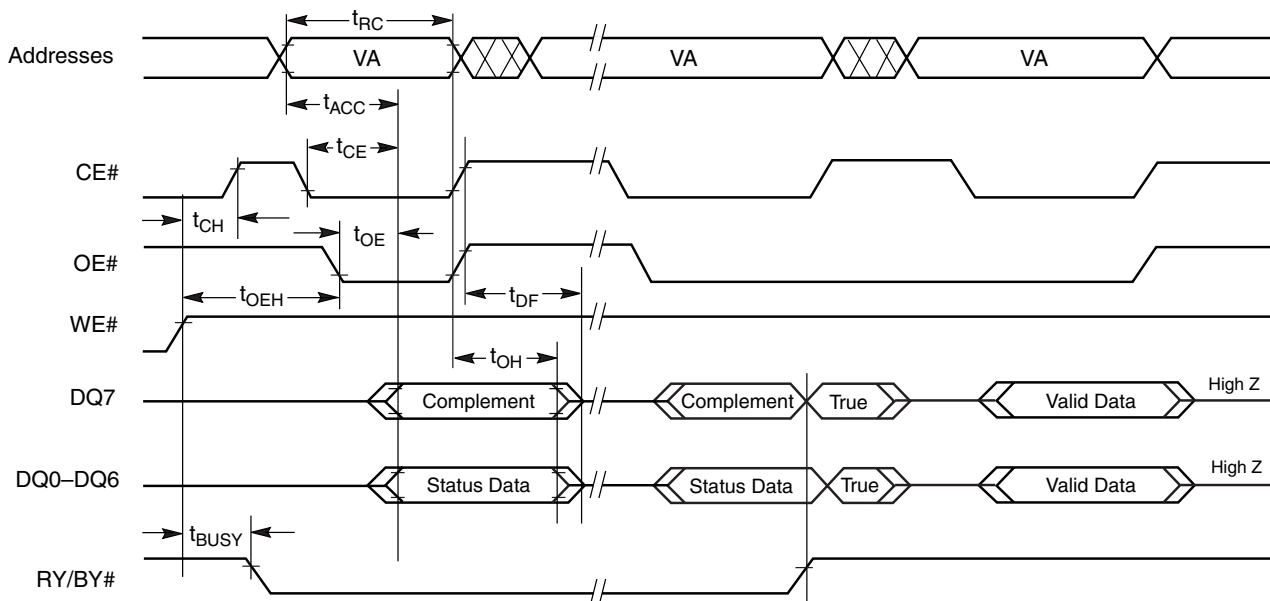 tRC
Addresses VA VA VA
tACC
tCE
CE#
tCH tOE
OE#
tOEH tDF
WE#
tOH
DQ7 Complement Complement True Valid Data High Z
DQ0–DQ6 Status Data Status Data True Valid Data High Z
tBUSY
RY/BY#